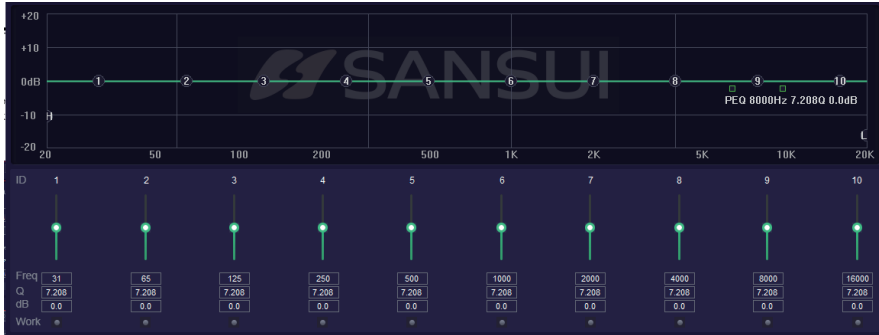 +20
+10
SANSUI
0dB 1 2 3 4 5 6 7 8 9 10
PEQ 8000Hz 7.208Q 0.0dB
-10 H
L
-20
20 50 100 200 500 1K 2K 5K 10K 20K
ID 1 2 3 4 5 6 7 8 9 10
Freq 31 65 125 250 500 1000 2000 4000 8000 16000
Q 7.208 7.208 7.208 7.208 7.208 7.208 7.208 7.208 7.208 7.208
dB 0.0 0.0 0.0 0.0 0.0 0.0 0.0 0.0 0.0 0.0
Work